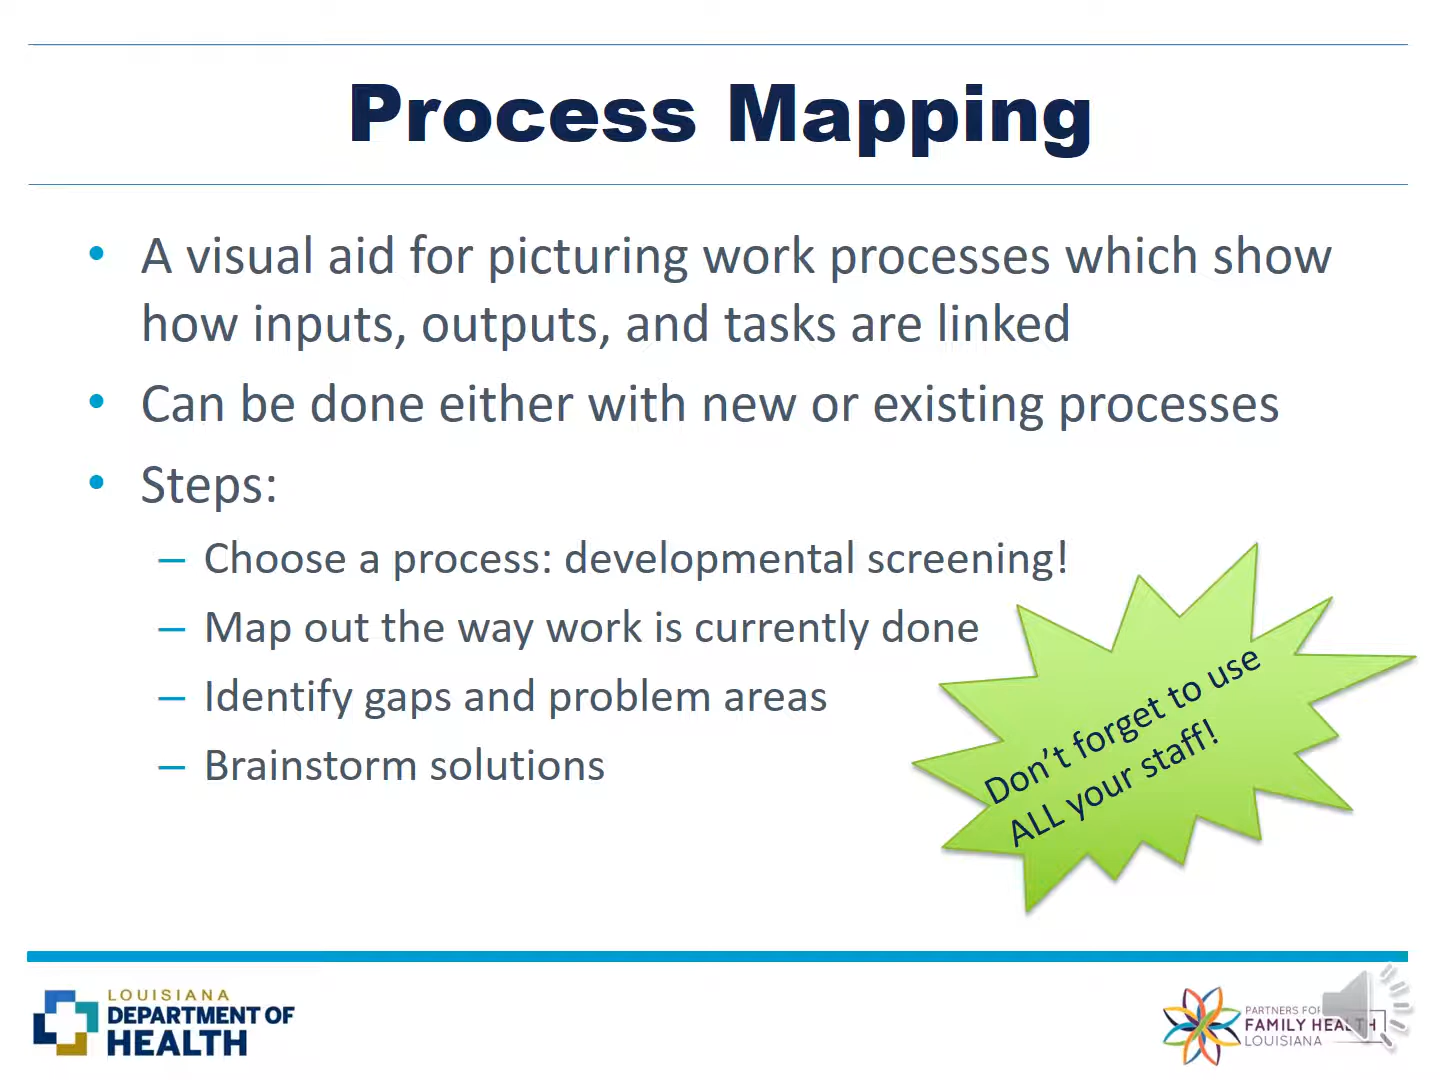 Process Mapping
• A visual aid for picturing work processes which show
how inputs, outputs, and tasks are linked
• Can be done either with new or existing processes
• Steps:
– Choose a process: developmental screening!
– Map out the way work is currently done
– Identify gaps and problem areas
– Brainstorm solutions
Don't forget to use
ALL your staff!
LOUISIANA
DEPARTMENT OF
HEALTH
PARTNERS FOR
FAMILY HEALTH
LOUISIANA